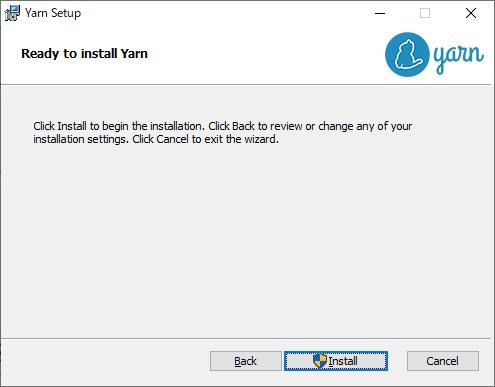 Yarn Setup
Ready to install Yarn
yarn
Click Install to begin the installation. Click Back to review or change any of your
installation settings. Click Cancel to exit the wizard.
Back
Install
Cancel